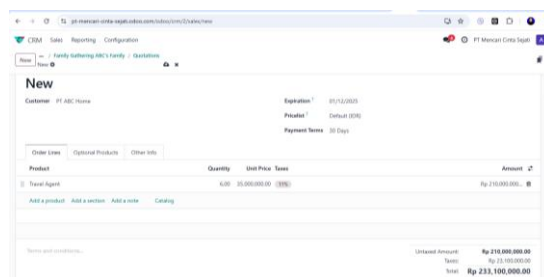 pt-mencari-cinta-sejati.odoo.com/odoo/crm/2/sales/new
CRM Sales Reporting Configuration PT Mencari Cinta Sejati
New ... / Family Gathering ABC's Family / Quotations
New
New
Customer PT ABC Home
Expiration ? 01/12/2025
Pricelist ? Default (IDR)
Payment Terms 30 Days
Order Lines Optional Products Other Info
Product Quantity Unit Price Taxes Amount
Travel Agent 6.00 35,000,000.00 11% Rp 210,000,000...
Add a product Add a section Add a note Catalog
Terms and conditions...
Untaxed Amount: Rp 210,000,000.00
Taxes: Rp 23,100,000.00
Total: Rp 233,100,000.00